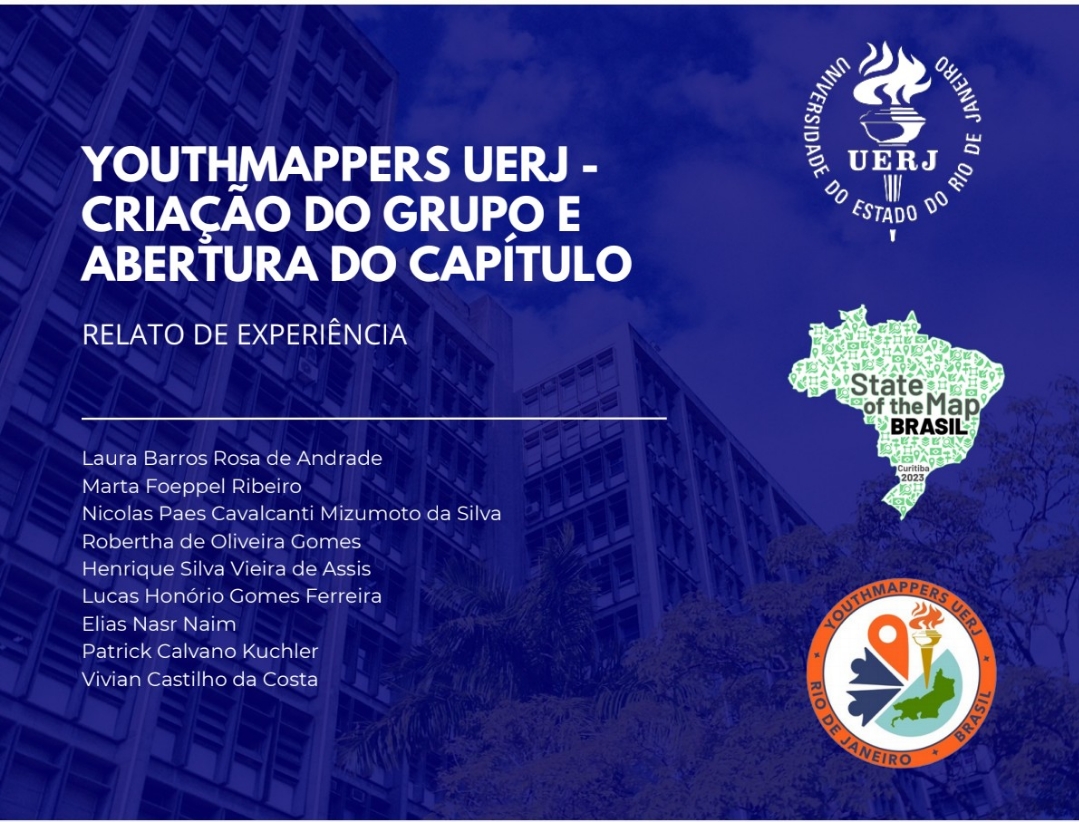 YOUTHMAPPERS UERJ -
CRIAÇÃO DO GRUPO E
ABERTURA DO CAPÍTULO
RELATO DE EXPERIÊNCIA
Laura Barros Rosa de Andrade
Marta Foeppel Ribeiro
Nicolas Paes Cavalcanti Mizumoto da Silva
Robertha de Oliveira Gomes
Henrique Silva Vieira de Assis
Lucas Honório Gomes Ferreira
Elias Nasr Naim
Patrick Calvano Kuchler
Vivian Castilho da Costa
UNIVERSIDADE DO ESTADO DO RIO DE JANEIRO
UERJ
State
of the Map
BRASIL
Curitiba
2023
YOUTHMAPPERS UERJ
RIO DE JANEIRO
BRASIL